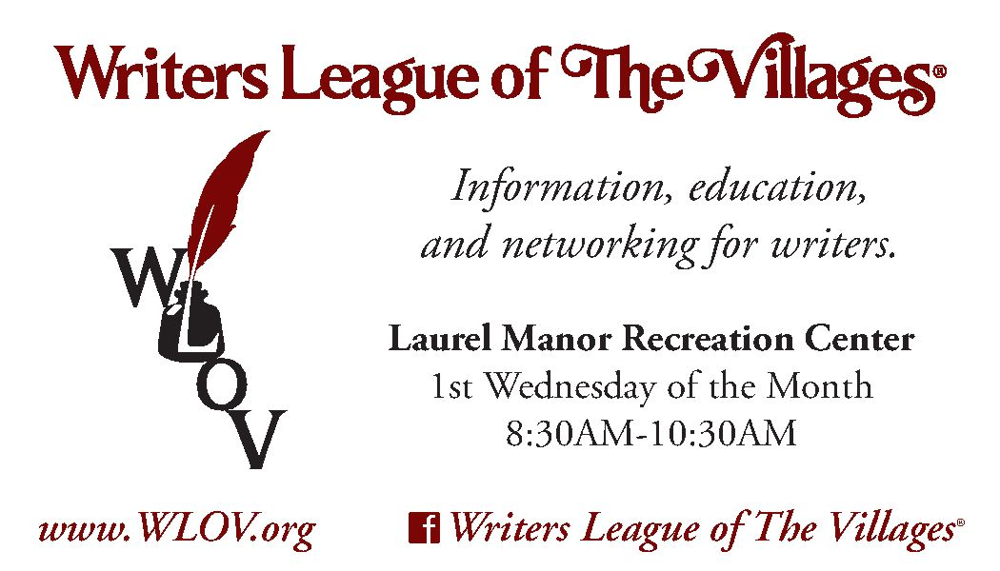 Writers League of The Villages®
Information, education,
and networking for writers.
W
L
O
V
Laurel Manor Recreation Center
1st Wednesday of the Month
8:30AM-10:30AM
www.WLOV.org
f Writers League of The Villages®